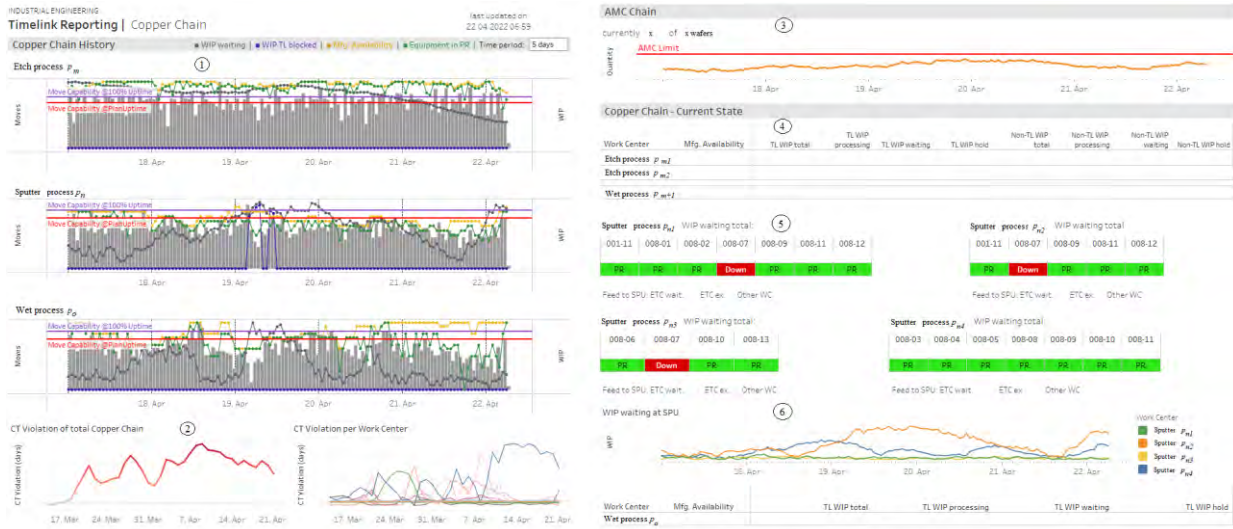 INDUSTRIAL ENGINEERING
Timelink Reporting | Copper Chain
last updated on
22.04.2022 06:59
Copper Chain History
WIP waiting | WIP TL blocked | Mfg. Availability | Equipment in PR | Time period: 5 days
Etch process pm
1
Move Capability @100% Uptime
Move Capability @PlanUptime
Moves
WIP
18. Apr 19. Apr 20. Apr 21. Apr 22. Apr
Sputter process pn
Move Capability @100% Uptime
Move Capability @PlanUptime
Moves
WIP
18. Apr 19. Apr 20. Apr 21. Apr 22. Apr
Wet process po
Move Capability @100% Uptime
Move Capability @PlanUptime
Moves
WIP
18. Apr 19. Apr 20. Apr 21. Apr 22. Apr
CT Violation of total Copper Chain
2
CT Violation (days)
17. Mar 24. Mar 31. Mar 7. Apr 14. Apr 21. Apr
CT Violation per Work Center
CT Violation (days)
17. Mar 24. Mar 31. Mar 7. Apr 14. Apr 21. Apr
AMC Chain
currently x of x wafers
3
AMC Limit
Quantity
18. Apr 19. Apr 20. Apr 21. Apr 22. Apr
Copper Chain - Current State
4
Work Center Mfg. Availability TL WIP total TL WIP processing TL WIP waiting TL WIP hold Non-TL WIP total Non-TL WIP processing Non-TL WIP waiting Non-TL WIP hold
Etch process pm1
Etch process pm2
Wet process pm+1
Sputter process pn1 WIP waiting total:
5
001-11 008-01 008-02 008-07 008-09 008-11 008-12
PR PR PR Down PR PR PR
Feed to SPU: ETC wait. ETC ex. Other WC
Sputter process pn2 WIP waiting total
001-11 008-07 008-09 008-11 008-12
PR Down PR PR PR
Feed to SPU: ETC wait. ETC ex. Other WC
Sputter process pn3 WIP waiting total
008-06 008-07 008-10 008-13
PR Down PR PR
Feed to SPU: ETC wait. ETC ex. Other WC
Sputter process pn4 WIP waiting total
008-03 008-04 008-05 008-08 008-09 008-10 008-11
PR PR PR PR PR PR PR
Feed to SPU: ETC wait. ETC ex. Other WC
WIP waiting at SPU
6
WIP
19. Apr 20. Apr 21. Apr 22. Apr
Work Center
Sputter pn1
Sputter pn2
Sputter pn3
Sputter pn4
Work Center Mfg. Availability TL WIP total TL WIP processing TL WIP waiting TL WIP hold
Wet process po